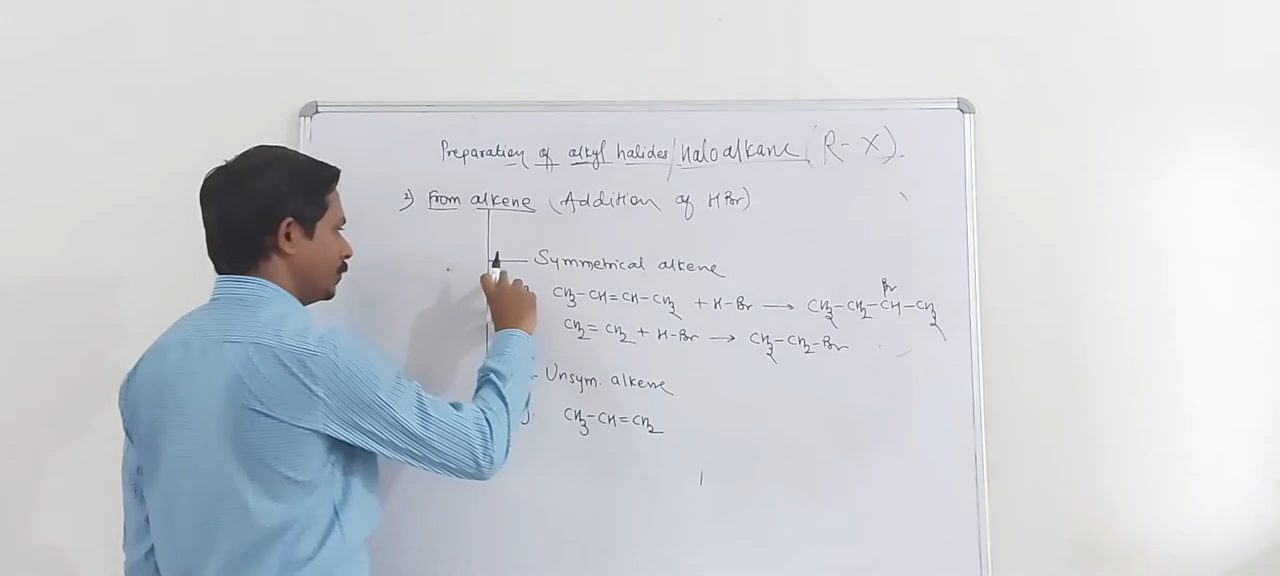 Preparation of alkyl halides/Haloalkane (R-X)
2) From alkene (Addition of HBr)
Symmetrical alkene
CH3-CH=CH-CH3 + H-Br → CH3-CH2-CH-CH3
Br
CH2=CH2 + H-Br → CH3-CH2-Br
Unsym. alkene
CH3-CH=CH2